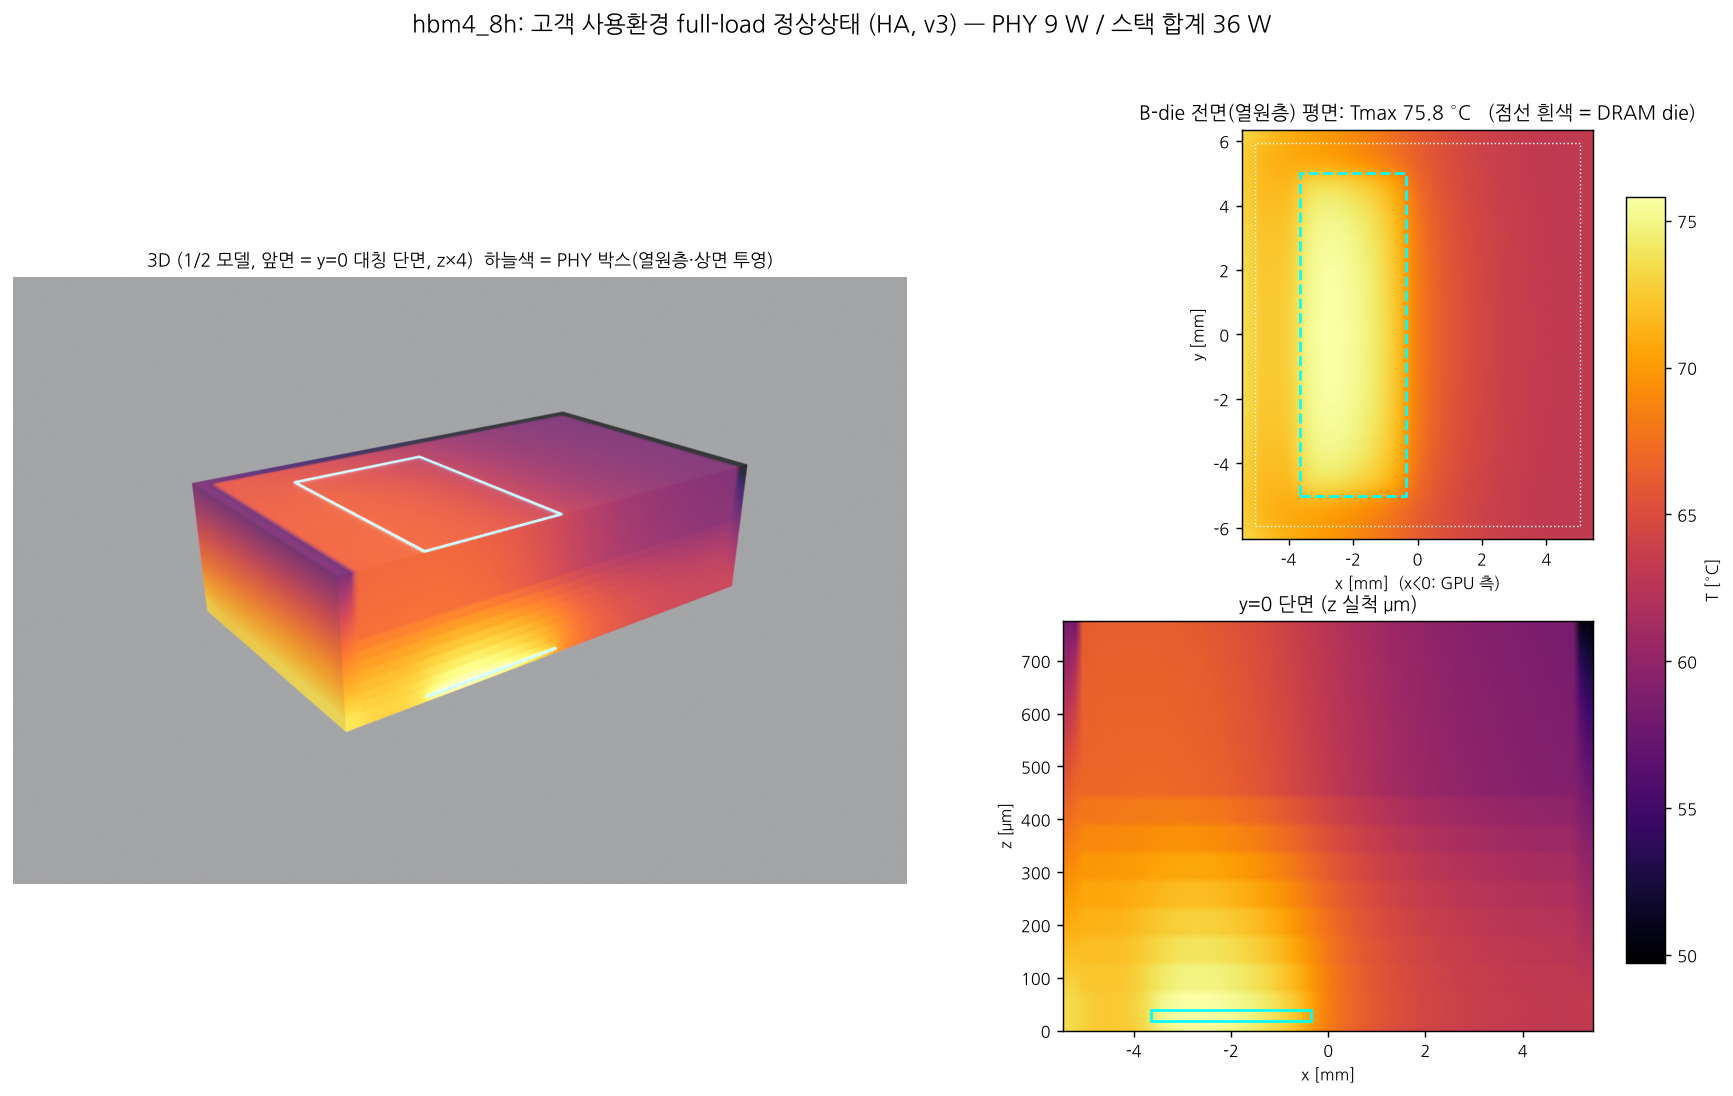 hbm4_8h: 고객 사용환경 full-load 정상상태 (HA, v3) — PHY 9 W / 스택 합계 36 W
3D (1/2 모델, 앞면 = y=0 대칭 단면, z×4)  하늘색 = PHY 박스(열원층·상면 투영)
B-die 전면(열원층) 평면: Tmax 75.8 °C   (점선 흰색 = DRAM die)
6
4
2
0
-2
-4
-6
y [mm]
-4 -2 0 2 4
x [mm]  (x<0: GPU 측)
y=0 단면 (z 실척 µm)
700
600
500
400
300
200
100
0
z [µm]
-4 -2 0 2 4
x [mm]
75
70
65
60
55
50
T [°C]